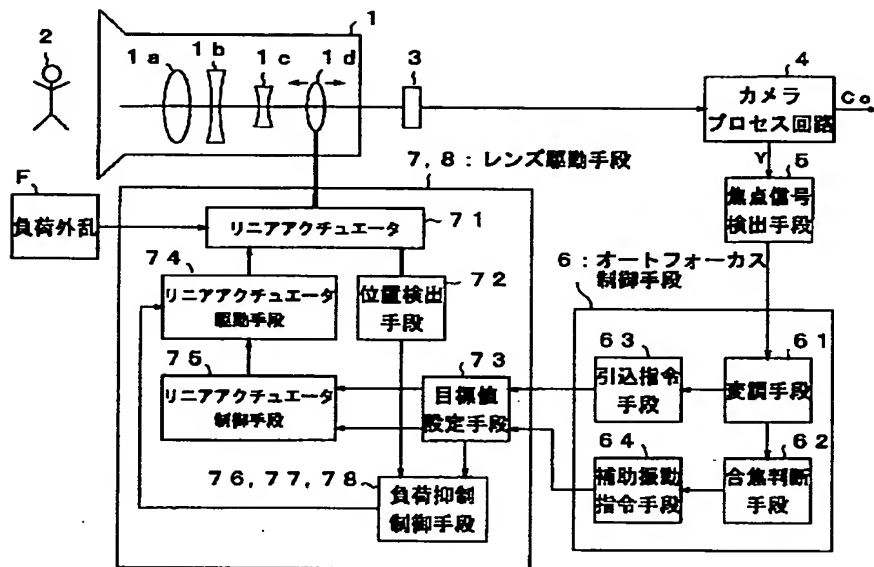 1
2
1a
1b
1c
1d
3
4
カメラ
プロセス回路
Co
Y
5
焦点信号
検出手段
7,8:レンズ駆動手段
F
負荷外乱
リニアアクチュエータ
71
74
リニアアクチュエータ
駆動手段
72
位置検出
手段
75
リニアアクチュエータ
制御手段
73
目標値
設定手段
76,77,78
負荷抑制
制御手段
6:オートフォーカス
制御手段
63
引込指令
手段
61
変調手段
64
補助振動
指令手段
62
合焦判断
手段